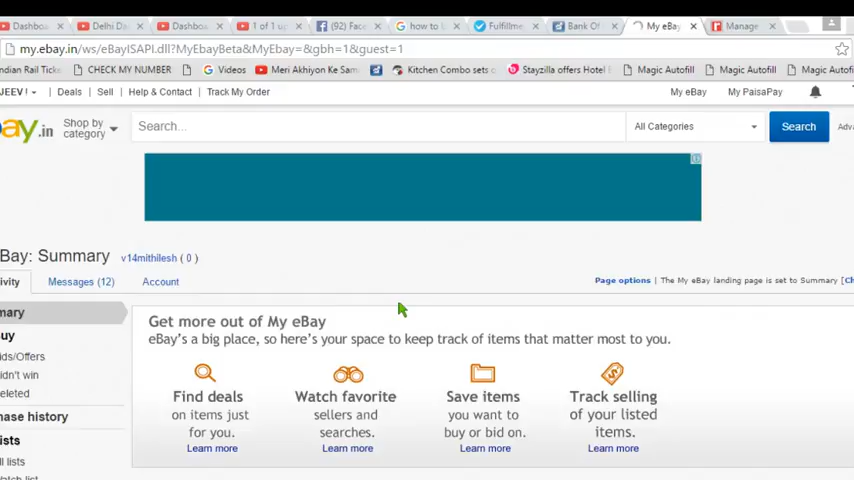 Dashbo
Delhi Da
Dashbo
1 of 1 u
(92) Face
how to b
Fulfillme
Bank Of
My eBay
Manage
my.ebay.in/ws/eBayISAPI.dll?MyEbayBeta&MyEbay=&gbh=1&guest=1
ndian Rail Ticke
CHECK MY NUMBER
Videos
Meri Akhiyon Ke Sam
Kitchen Combo sets o
Stayzilla offers Hotel B
Magic Autofill
Magic Autofill
Magic Autofi
JEEV ! Deals Sell Help & Contact Track My Order My eBay My PaisaPay
ay.in
Shop by
category
Search...
All Categories
Search
Adva
Bay: Summary v14mithilesh ( 0 )
ivity Messages (12) Account
Page options | The My eBay landing page is set to Summary [Ch
mary
uy
ids/Offers
idn't win
eleted
hase history
ists
ll lists
Get more out of My eBay
eBay's a big place, so here's your space to keep track of items that matter most to you.
Find deals
on items just
for you.
Learn more
Watch favorite
sellers and
searches.
Learn more
Save items
you want to
buy or bid on.
Learn more
Track selling
of your listed
items.
Learn more